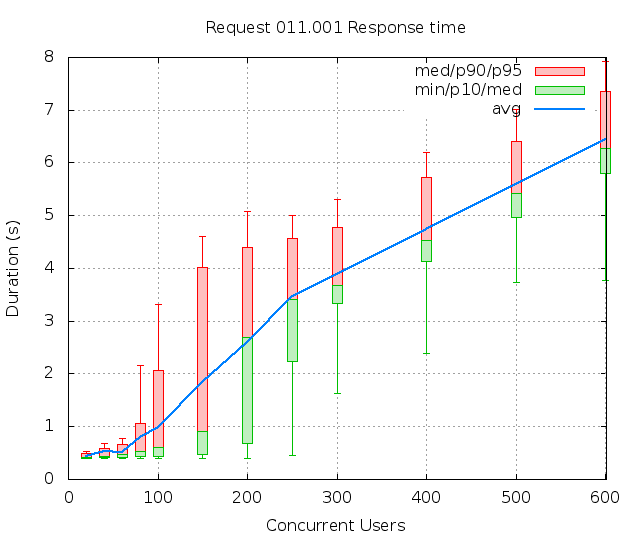 Request 011.001 Response time
8
7
6
5
4
3
2
1
0
Duration (s)
med/p90/p95
min/p10/med
avg
0 100 200 300 400 500 600
Concurrent Users